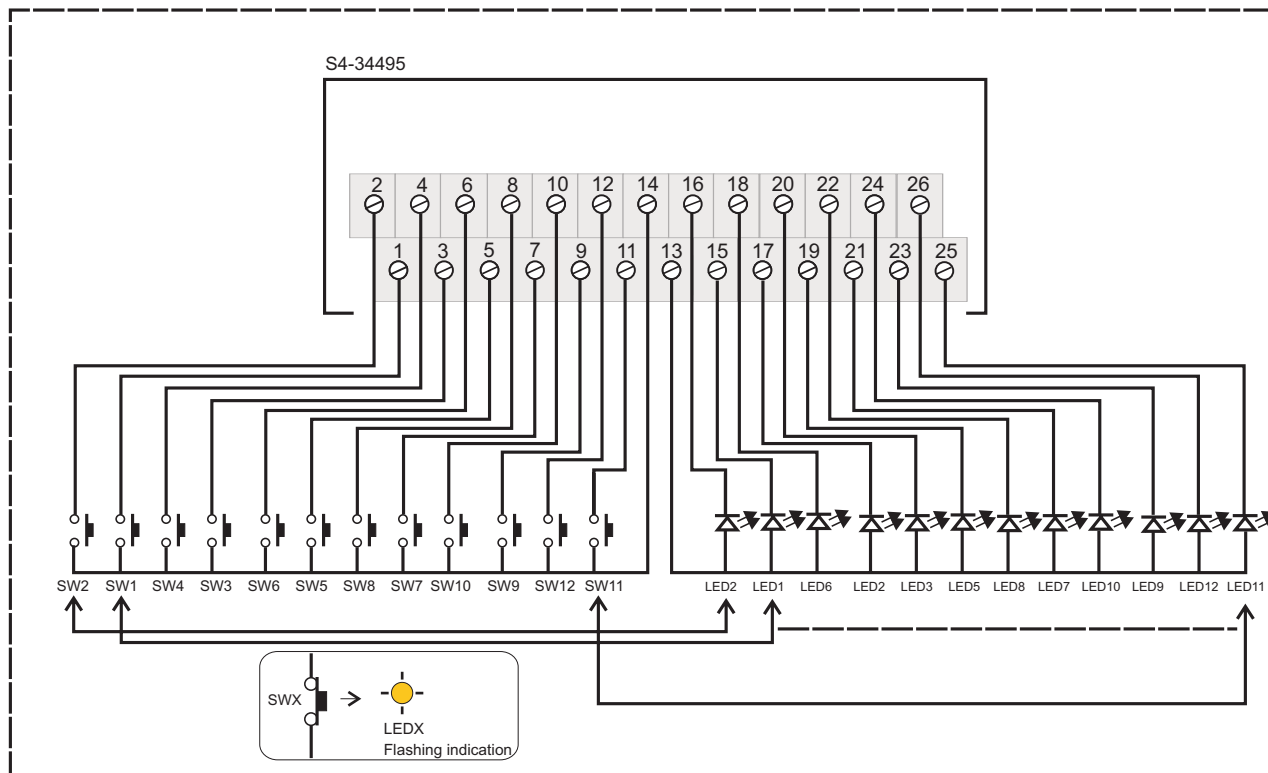 S4-34495
2 4 6 8 10 12 14 16 18 20 22 24 26
1 3 5 7 9 11 13 15 17 19 21 23 25
SW2 SW1 SW4 SW3 SW6 SW5 SW8 SW7 SW10 SW9 SW12 SW11 LED2 LED1 LED6 LED2 LED3 LED5 LED8 LED7 LED10 LED9 LED12 LED11
SWX
LEDX
Flashing indication